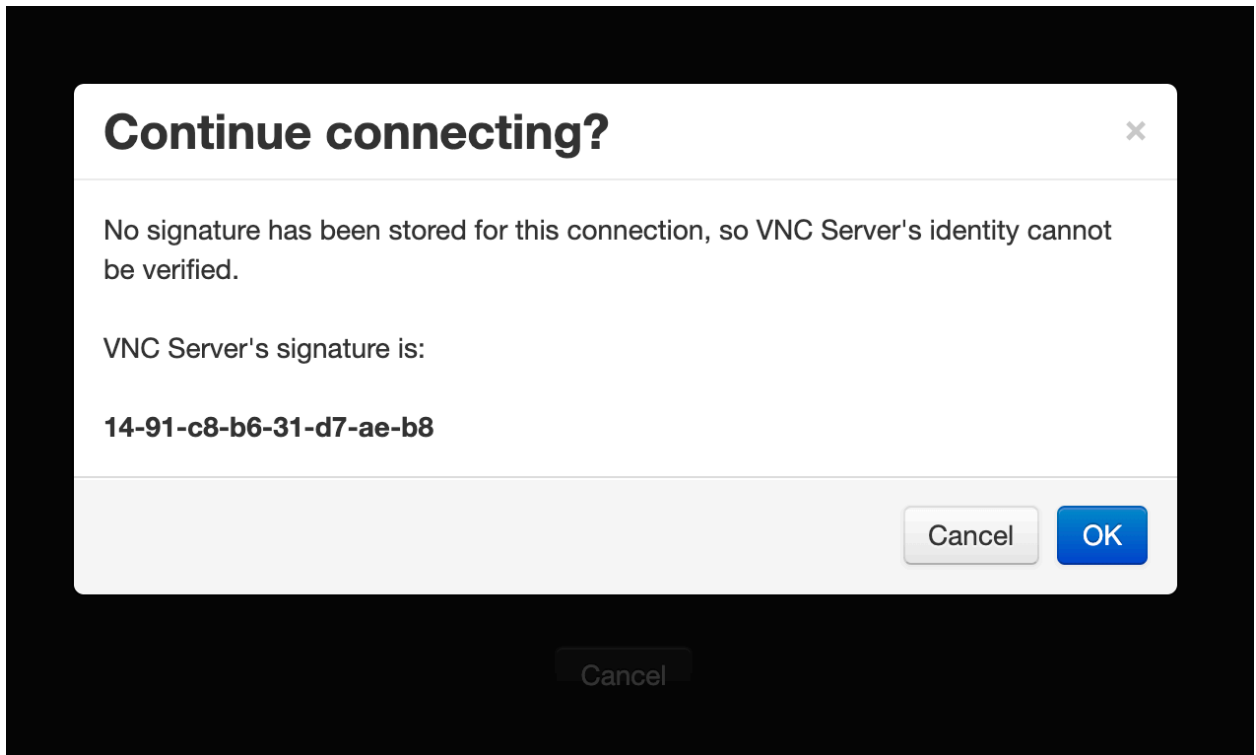 Continue connecting?
×
No signature has been stored for this connection, so VNC Server's identity cannot
be verified.
VNC Server's signature is:
14-91-c8-b6-31-d7-ae-b8
Cancel
OK
Cancel